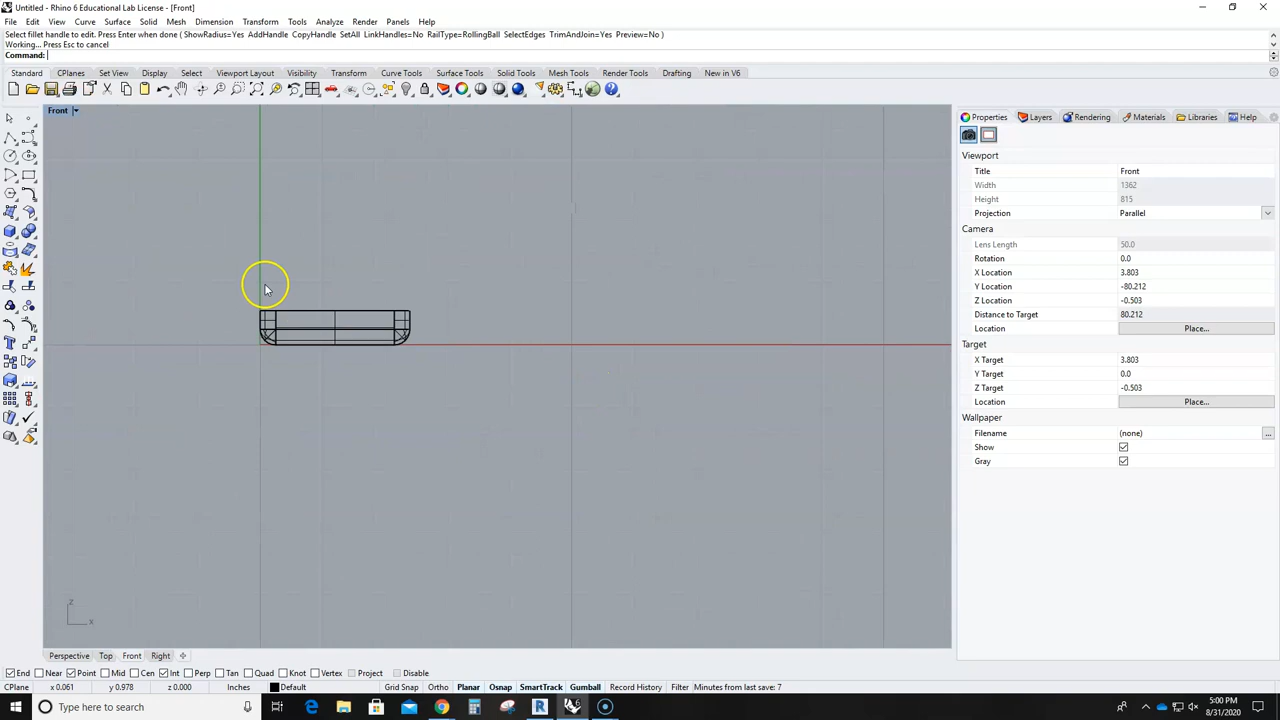 Untitled - Rhino 6 Educational Lab License - [Front]
File Edit View Curve Surface Solid Mesh Dimension Transform Tools Analyze Render Panels Help
Select fillet handle to edit. Press Enter when done ( ShowRadius=Yes AddHandle CopyHandle SetAll LinkHandles=No RailType=RollingBall SelectEdges TrimAndJoin=Yes Preview=No )
Working... Press Esc to cancel
Command:
Standard CPlanes Set View Display Select Viewport Layout Visibility Transform Curve Tools Surface Tools Solid Tools Mesh Tools Render Tools Drafting New in V6
Front
Properties Layers Rendering Materials Libraries Help
Viewport
Title Front
Width 1362
Height 815
Projection Parallel
Camera
Lens Length 50.0
Rotation 0.0
X Location 3.803
Y Location -80.212
Z Location -0.503
Distance to Target 80.212
Location Place...
Target
X Target 3.803
Y Target 0.0
Z Target -0.503
Location Place...
Wallpaper
Filename (none) ...
Show
Gray
z
x
Perspective Top Front Right
End Near Point Mid Cen Int Perp Tan Quad Knot Vertex Project Disable
CPlane x 0.061 y 0.978 z 0.000 Inches Default Grid Snap Ortho Planar Osnap SmartTrack Gumball Record History Filter Minutes from last save: 7
Type here to search
5:00 PM
8/31/2020